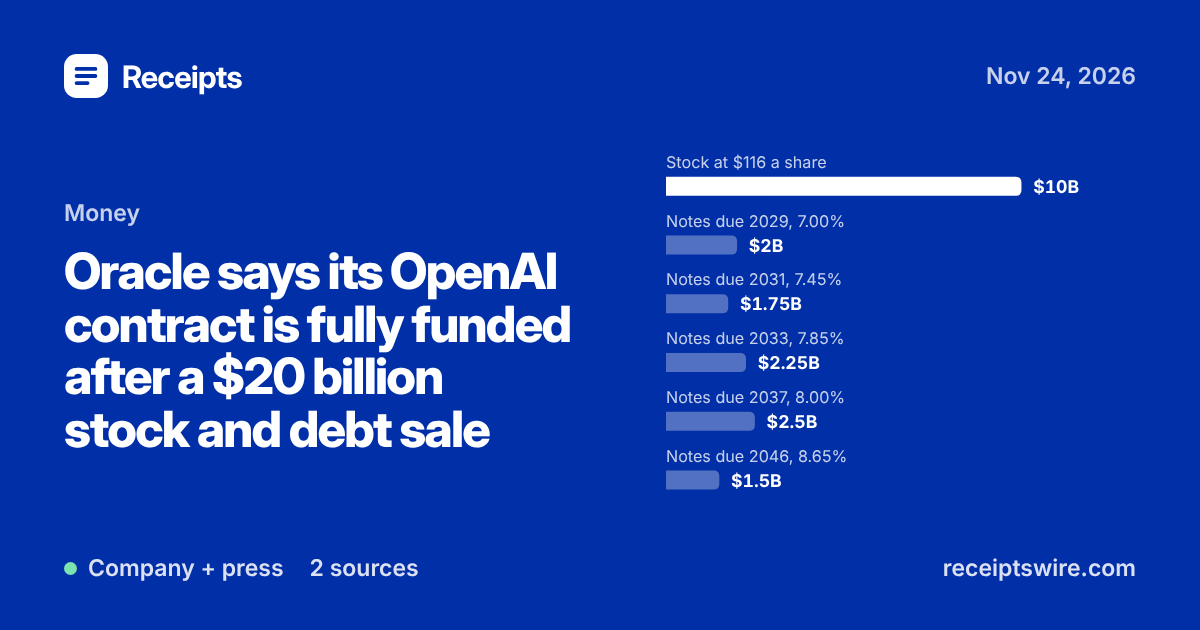 Receipts
Nov 24, 2026
Money
Oracle says its OpenAI
contract is fully funded
after a $20 billion
stock and debt sale
Stock at $116 a share
$10B
Notes due 2029, 7.00%
$2B
Notes due 2031, 7.45%
$1.75B
Notes due 2033, 7.85%
$2.25B
Notes due 2037, 8.00%
$2.5B
Notes due 2046, 8.65%
$1.5B
Company + press 2 sources
receiptswire.com